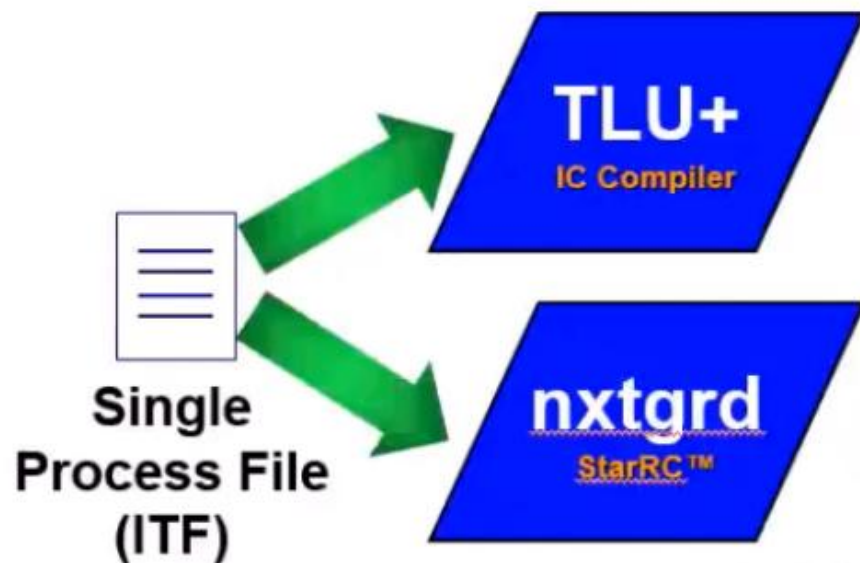 TLU+
IC Compiler
Single
Process File
(ITF)
nxtgrd
StarRC™